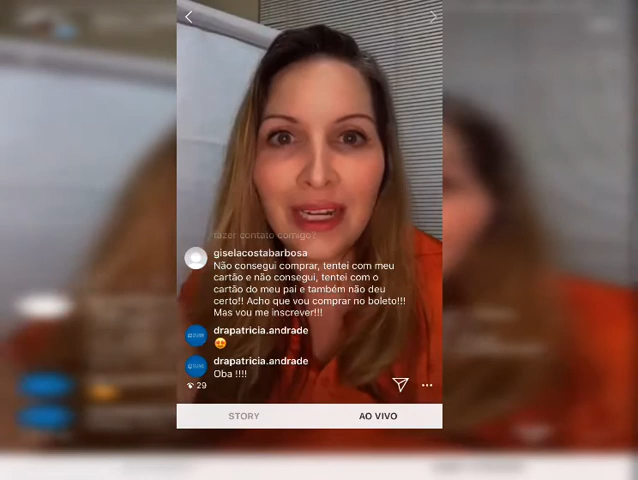 fazer contato comigo?
giselacostabarbosa
Não consegui comprar, tentei com meu
cartão e não consegui, tentei com o
cartão do meu pai e também não deu
certo!! Acho que vou comprar no boleto!!!
Mas vou me inscrever!!!
drapatricia.andrade
😍
drapatricia.andrade
Oba !!!!
29
STORY
AO VIVO